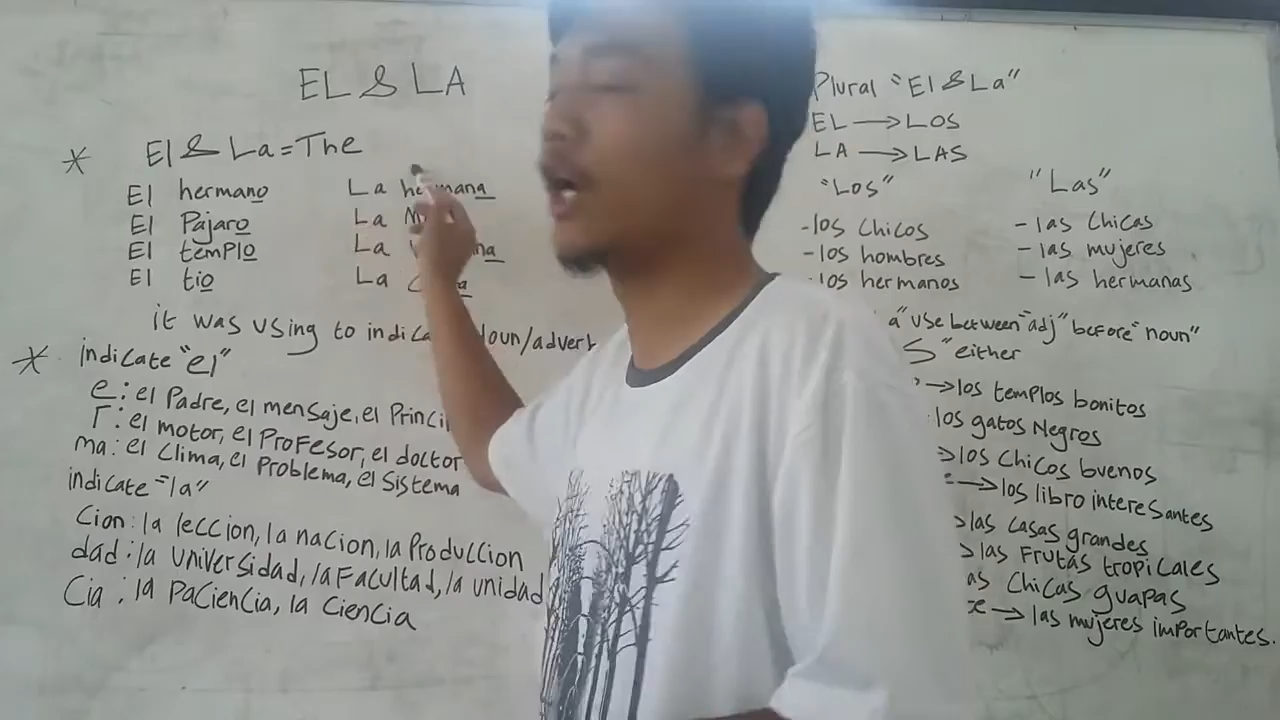 EL & LA
* El & La = The
El hermano La hermana
El Pajaro La
El templo La
El tio La
it was using to indica noun/advert
* indicate "el"
e: el Padre, el mensaje, el Princi
r: el motor, el Profesor, el doctor
ma: el Clima, el Problema, el Sistema
indicate "la"
Cion: la leccion, la nacion, la Produccion
dad: la universidad, la Facultad, la unidad
Cia: la Paciencia, la Ciencia
Plural "El & La"
EL → LOS
LA → LAS
"Los" "Las"
-los Chicos - las Chicas
-los hombres - las mujeres
-los hermanos - las hermanas
a" use between "adj" before "noun"
S" either
→ los templos bonitos
los gatos Negros
> los Chicos buenos
→ los libro interesantes
> las casas grandes
> las Frutas tropicales
as Chicas guapas
e → las mujeres importantes.